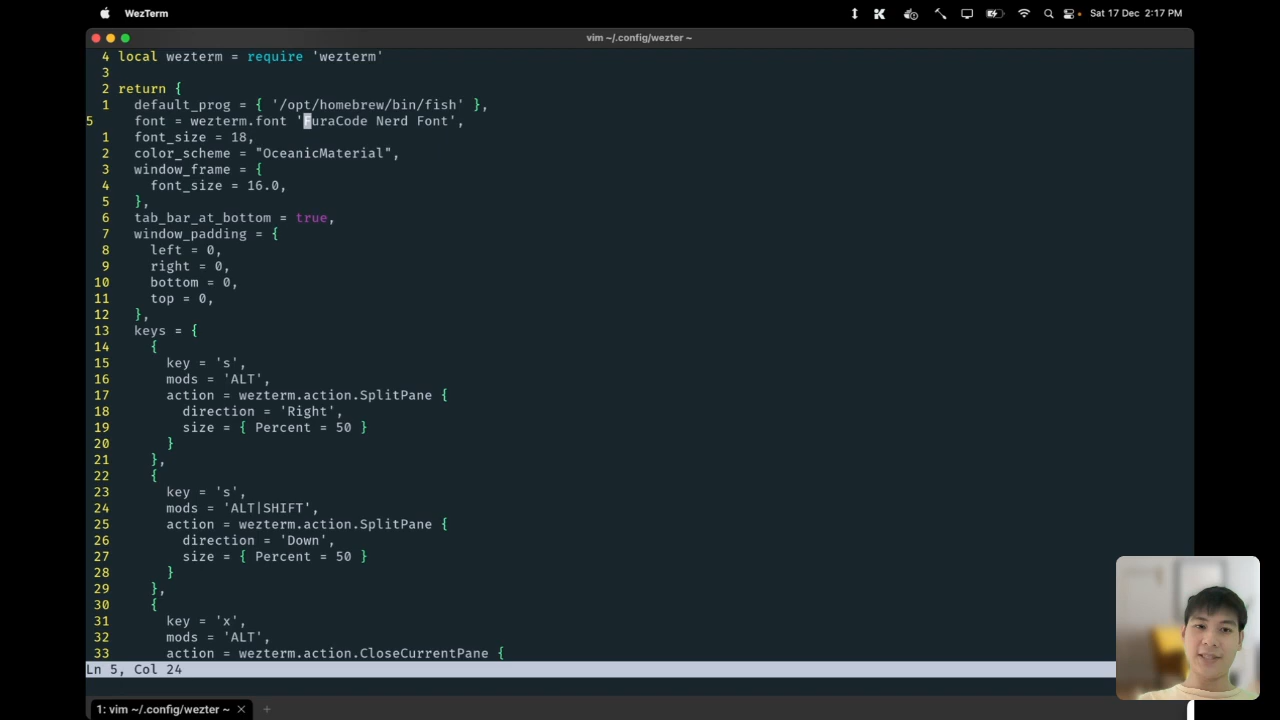 WezTerm Sat 17 Dec 2:17 PM
vim ~/.config/wezter ~
4 local wezterm = require 'wezterm'
3
2 return {
1 default_prog = { '/opt/homebrew/bin/fish' },
5 font = wezterm.font 'FuraCode Nerd Font',
1 font_size = 18,
2 color_scheme = "OceanicMaterial",
3 window_frame = {
4 font_size = 16.0,
5 },
6 tab_bar_at_bottom = true,
7 window_padding = {
8 left = 0,
9 right = 0,
10 bottom = 0,
11 top = 0,
12 },
13 keys = {
14 {
15 key = 's',
16 mods = 'ALT',
17 action = wezterm.action.SplitPane {
18 direction = 'Right',
19 size = { Percent = 50 }
20 }
21 },
22 {
23 key = 's',
24 mods = 'ALT|SHIFT',
25 action = wezterm.action.SplitPane {
26 direction = 'Down',
27 size = { Percent = 50 }
28 }
29 },
30 {
31 key = 'x',
32 mods = 'ALT',
33 action = wezterm.action.CloseCurrentPane {
Ln 5, Col 24
1: vim ~/.config/wezter ~ × +